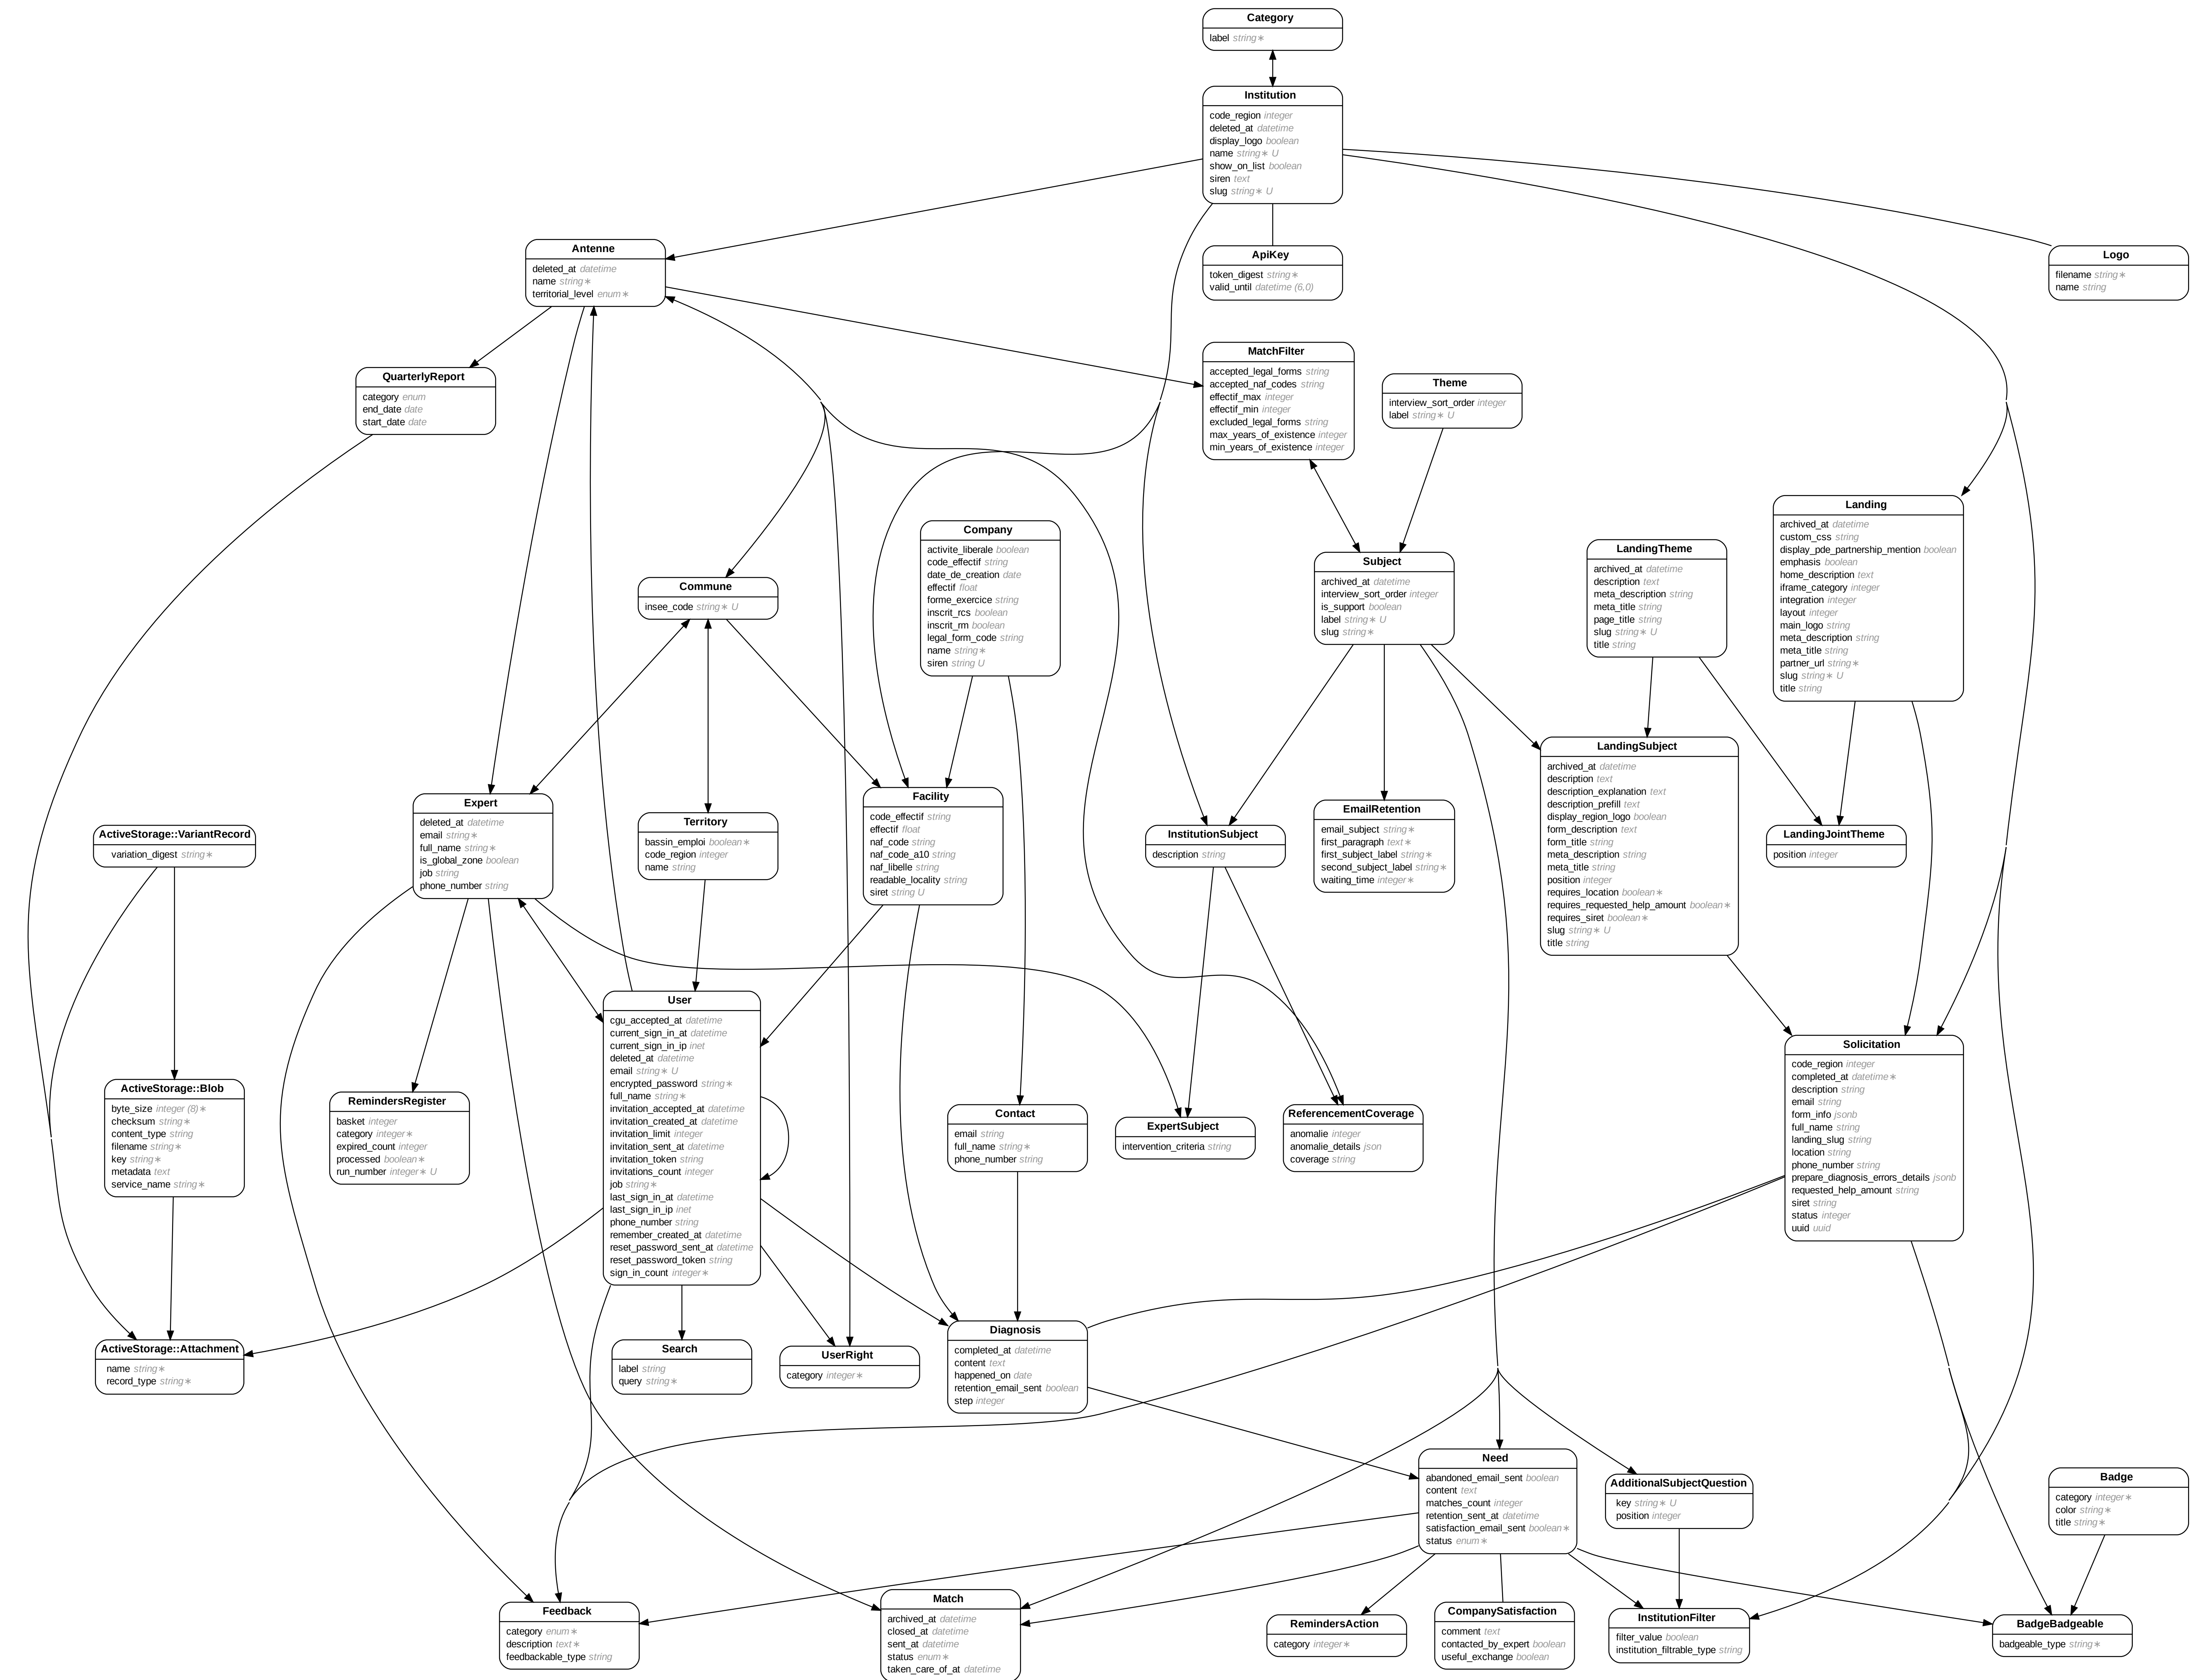 Category
label string∗
Institution
code_region integer
deleted_at datetime
display_logo boolean
name string∗ U
show_on_list boolean
siren text
slug string∗ U
Antenne
deleted_at datetime
name string∗
territorial_level enum∗
ApiKey
token_digest string∗
valid_until datetime (6,0)
Logo
filename string∗
name string
QuarterlyReport
category enum
end_date date
start_date date
MatchFilter
accepted_legal_forms string
accepted_naf_codes string
effectif_max integer
effectif_min integer
excluded_legal_forms string
max_years_of_existence integer
min_years_of_existence integer
Theme
interview_sort_order integer
label string∗ U
Landing
archived_at datetime
custom_css string
display_pde_partnership_mention boolean
emphasis boolean
home_description text
iframe_category integer
integration integer
layout integer
main_logo string
meta_description string
meta_title string
partner_url string∗
slug string∗ U
title string
Company
activite_liberale boolean
code_effectif string
date_de_creation date
effectif float
forme_exercice string
inscrit_rcs boolean
inscrit_rm boolean
legal_form_code string
name string∗
siren string U
LandingTheme
archived_at datetime
description text
meta_description string
meta_title string
page_title string
slug string∗ U
title string
Subject
archived_at datetime
interview_sort_order integer
is_support boolean
label string∗ U
slug string∗
Commune
insee_code string∗ U
LandingSubject
archived_at datetime
description text
description_explanation text
description_prefill text
display_region_logo boolean
form_description text
form_title string
meta_description string
meta_title string
position integer
requires_location boolean∗
requires_requested_help_amount boolean∗
requires_siret boolean∗
slug string∗ U
title string
Facility
code_effectif string
effectif float
naf_code string
naf_code_a10 string
naf_libelle string
readable_locality string
siret string U
Expert
deleted_at datetime
email string∗
full_name string∗
is_global_zone boolean
job string
phone_number string
EmailRetention
email_subject string∗
first_paragraph text∗
first_subject_label string∗
second_subject_label string∗
waiting_time integer∗
Territory
bassin_emploi boolean∗
code_region integer
name string
ActiveStorage::VariantRecord
variation_digest string∗
InstitutionSubject
description string
LandingJointTheme
position integer
User
cgu_accepted_at datetime
current_sign_in_at datetime
current_sign_in_ip inet
deleted_at datetime
email string∗ U
encrypted_password string∗
full_name string∗
invitation_accepted_at datetime
invitation_created_at datetime
invitation_limit integer
invitation_sent_at datetime
invitation_token string
invitations_count integer
job string∗
last_sign_in_at datetime
last_sign_in_ip inet
phone_number string
remember_created_at datetime
reset_password_sent_at datetime
reset_password_token string
sign_in_count integer∗
Solicitation
code_region integer
completed_at datetime∗
description string
email string
form_info jsonb
full_name string
landing_slug string
location string
phone_number string
prepare_diagnosis_errors_details jsonb
requested_help_amount string
siret string
status integer
uuid uuid
ActiveStorage::Blob
byte_size integer (8)∗
checksum string∗
content_type string
filename string∗
key string∗
metadata text
service_name string∗
RemindersRegister
basket integer
category integer∗
expired_count integer
processed boolean∗
run_number integer∗ U
Contact
email string
full_name string∗
phone_number string
ExpertSubject
intervention_criteria string
ReferencementCoverage
anomalie integer
anomalie_details json
coverage string
ActiveStorage::Attachment
name string∗
record_type string∗
Search
label string
query string∗
UserRight
category integer∗
Diagnosis
completed_at datetime
content text
happened_on date
retention_email_sent boolean
step integer
Need
abandoned_email_sent boolean
content text
matches_count integer
retention_sent_at datetime
satisfaction_email_sent boolean∗
status enum∗
AdditionalSubjectQuestion
key string∗ U
position integer
Badge
category integer∗
color string∗
title string∗
Feedback
category enum∗
description text∗
feedbackable_type string
Match
archived_at datetime
closed_at datetime
sent_at datetime
status enum∗
taken_care_of_at datetime
RemindersAction
category integer∗
CompanySatisfaction
comment text
contacted_by_expert boolean
useful_exchange boolean
InstitutionFilter
filter_value boolean
institution_filtrable_type string
BadgeBadgeable
badgeable_type string∗